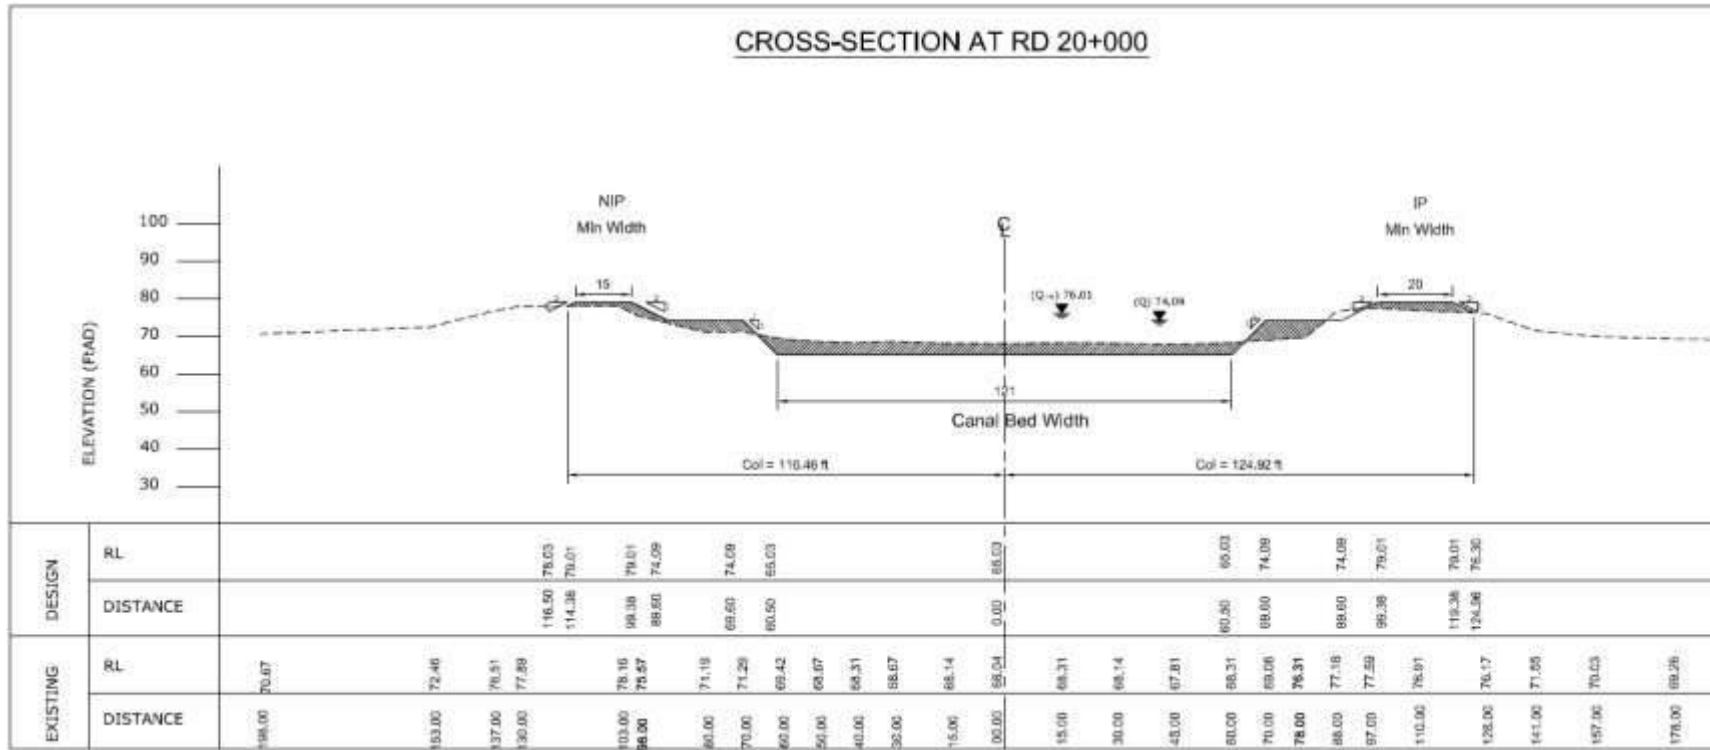 CROSS-SECTION AT RD 20+000
NIP
Min Width
IP
Min Width
C
L
ELEVATION (FtAD)
100
90
80
70
60
50
40
30
15
20
(Q) 74.09
121
Canal Bed Width
Col = 116.46 ft
Col = 124.92 ft
DESIGN
RL
78.03 79.01 79.01 74.09 74.09 65.03 65.03 65.03 74.09 74.09 79.01 79.01 76.30
DISTANCE
116.50 114.38 99.38 89.60 69.60 60.50 0.00 60.50 69.60 89.60 99.38 119.38 124.96
EXISTING
RL
70.67 72.46 76.51 77.89 78.16 75.57 71.19 71.29 69.42 68.67 68.31 68.67 68.14 68.04 68.31 68.14 67.81 68.31 69.06 76.31 77.18 77.59 76.91 76.17 71.55 70.03 69.26
DISTANCE
198.00 153.00 137.00 130.00 103.00 98.00 80.00 70.00 60.00 50.00 40.00 30.00 15.00 00.00 15.00 30.00 45.00 60.00 70.00 78.00 88.00 97.00 110.00 128.00 141.00 157.00 178.00